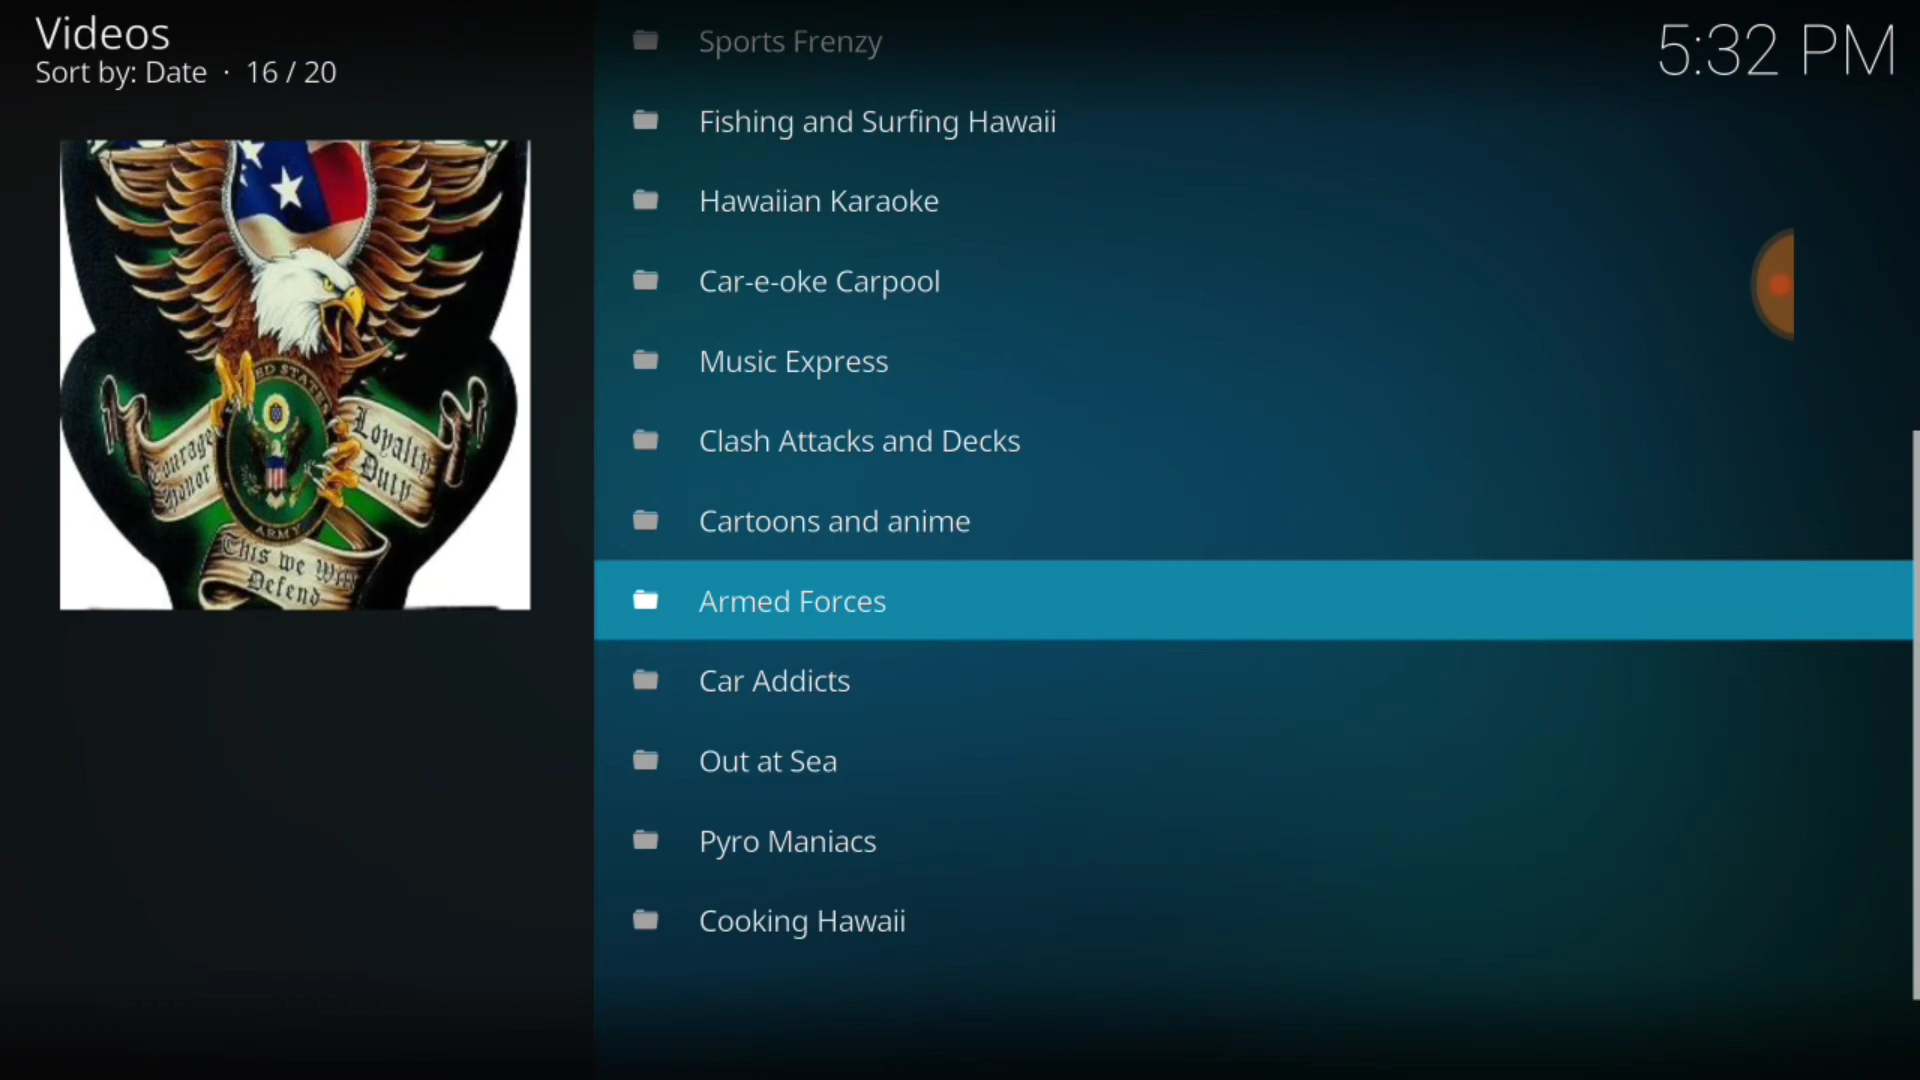 Videos
Sort by: Date · 16 / 20
5:32 PM
Sports Frenzy
Fishing and Surfing Hawaii
Hawaiian Karaoke
Car-e-oke Carpool
Music Express
Clash Attacks and Decks
Cartoons and anime
Armed Forces
Car Addicts
Out at Sea
Pyro Maniacs
Cooking Hawaii
ED STATES
ARMY
Courage
Honor
Loyalty
Duty
This we Will
Defend